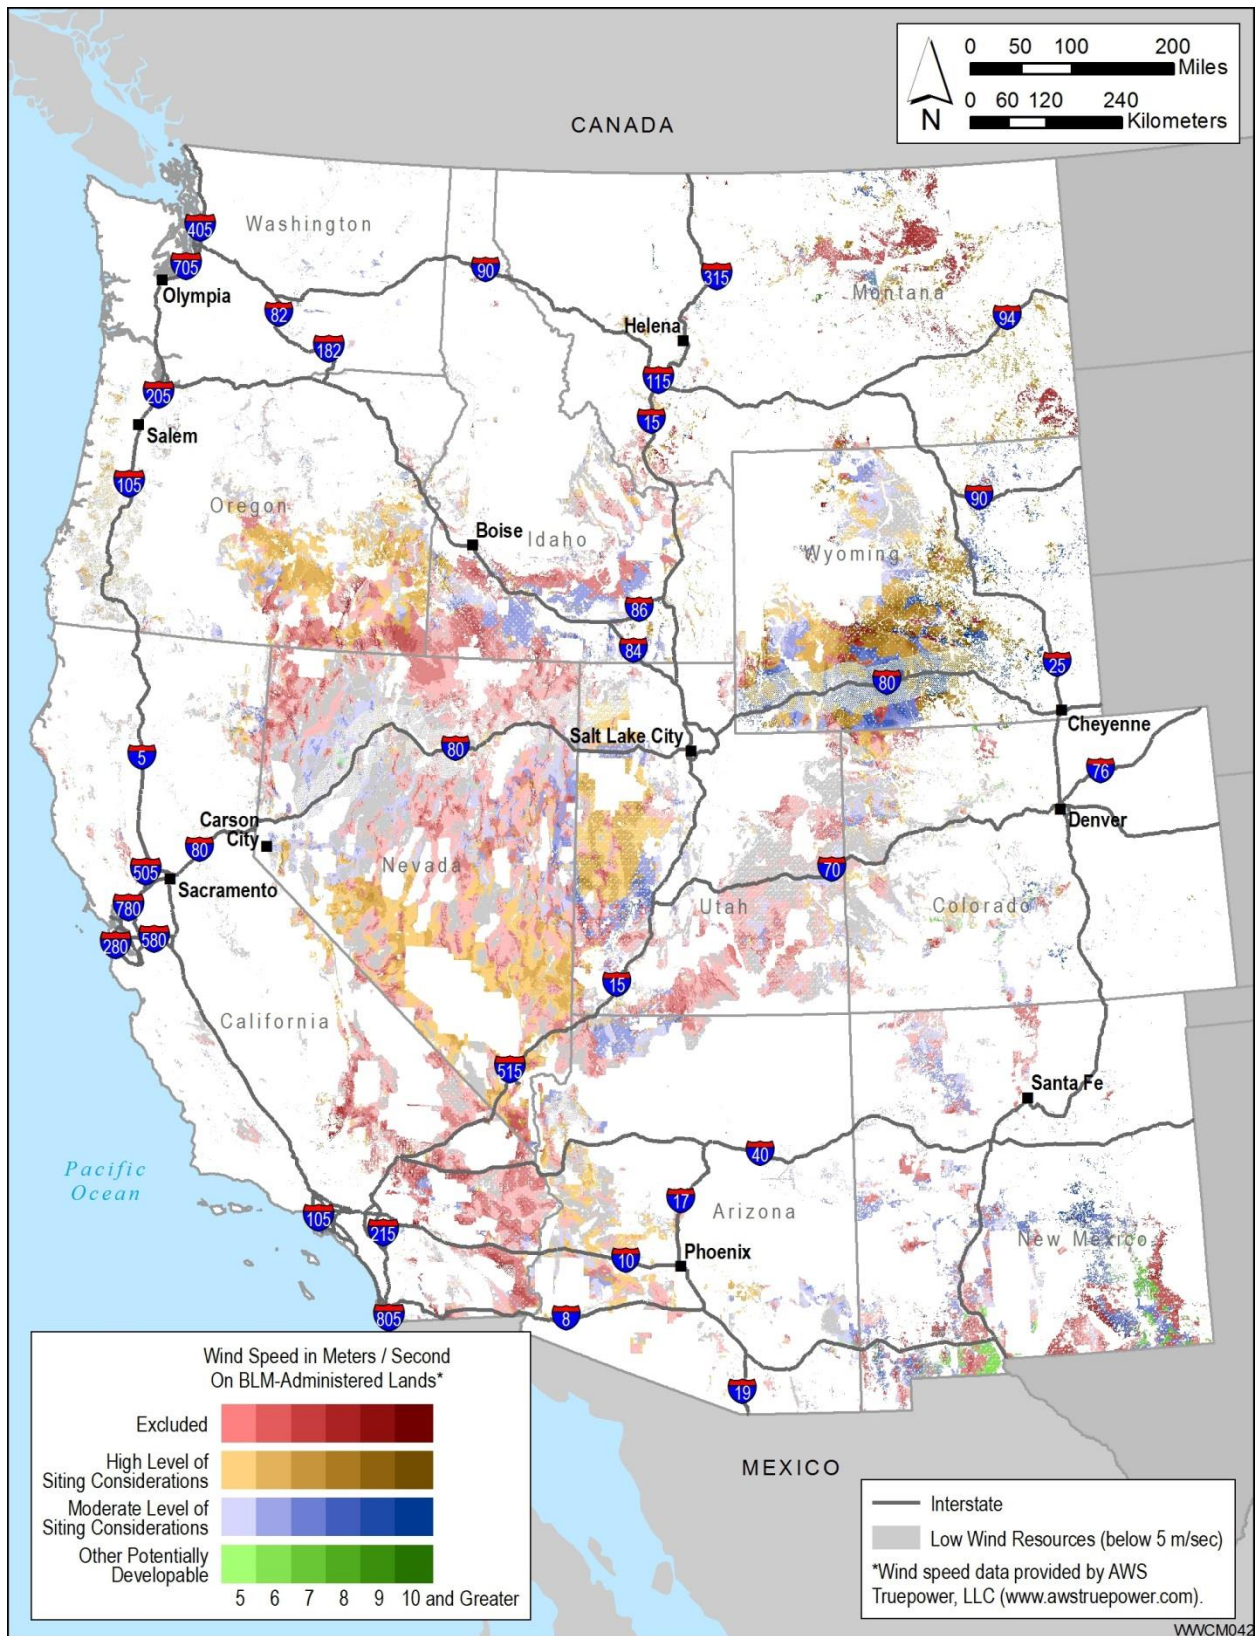 0 50 100 200
Miles
0 60 120 240
Kilometers
N
CANADA
Washington
405
705
Olympia
90
315
82
Montana
Helena
94
182
115
205
15
Salem
105
90
Oregon
Boise
Idaho
Wyoming
86
84
25
80
Cheyenne
Salt Lake City
80
5
76
Carson
City
Denver
80
Nevada
505
70
Sacramento
Utah
Colorado
780
280
580
15
California
515
Santa Fe
40
Pacific
Ocean
17
Arizona
105
215
New Mexico
10
Phoenix
805
8
19
Wind Speed in Meters / Second
On BLM-Administered Lands*
Excluded
High Level of
Siting Considerations
Moderate Level of
Siting Considerations
Other Potentially
Developable
5 6 7 8 9 10 and Greater
MEXICO
Interstate
Low Wind Resources (below 5 m/sec)
*Wind speed data provided by AWS
Truepower, LLC (www.awstruepower.com).
WWCM042